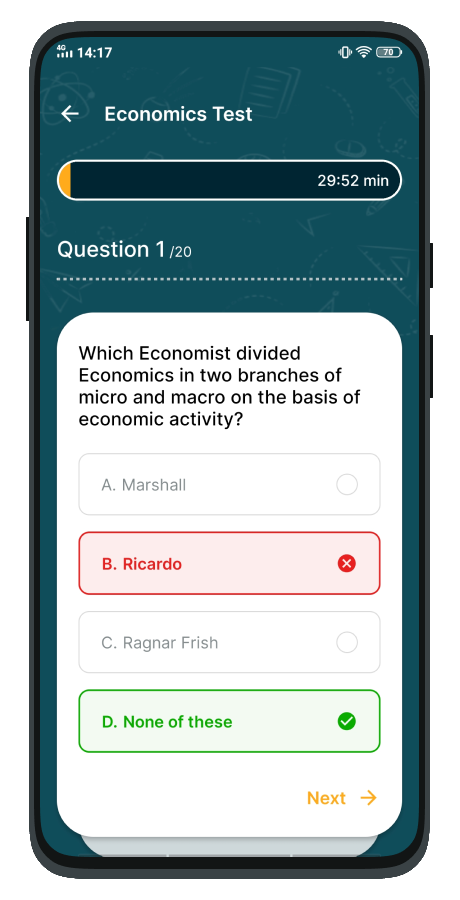 4G 14:17 70
Economics Test
29:52 min
Question 1 /20
Which Economist divided
Economics in two branches of
micro and macro on the basis of
economic activity?
A. Marshall
B. Ricardo
C. Ragnar Frish
D. None of these
Next